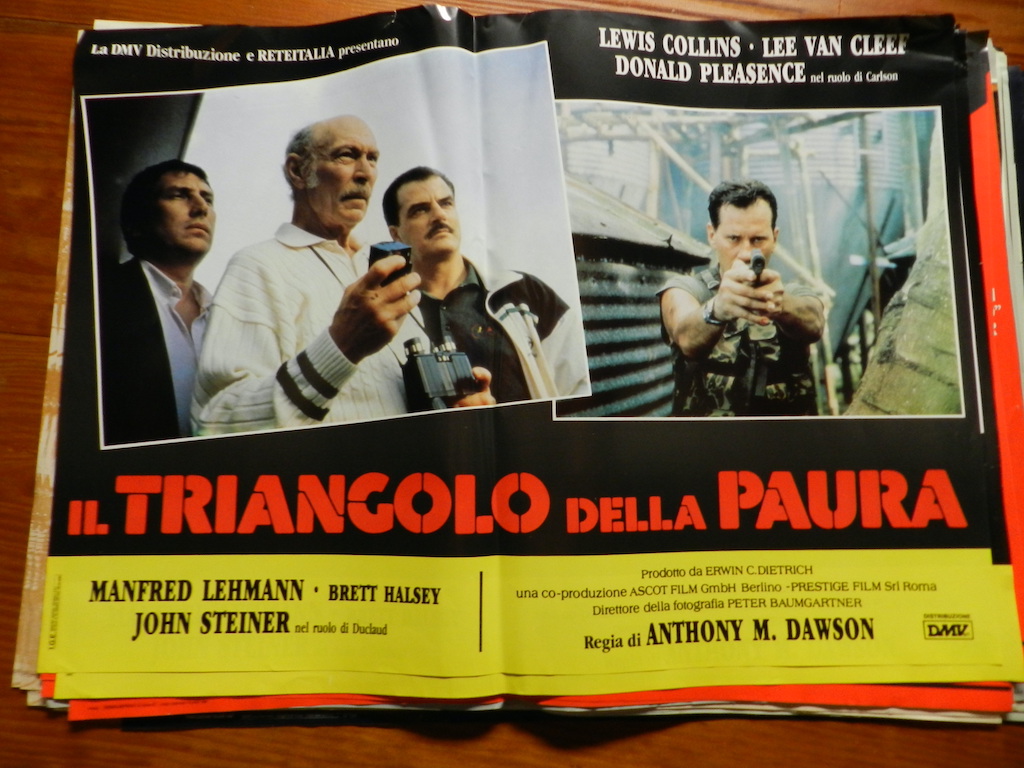 La DMV Distribuzione e RETEITALIA presentano
LEWIS COLLINS · LEE VAN CLEEF
DONALD PLEASENCE nel ruolo di Carlson
IL TRIANGOLO DELLA PAURA
MANFRED LEHMANN · BRETT HALSEY
JOHN STEINER nel ruolo di Duclaud
Prodotto da ERWIN C.DIETRICH
una co-produzione ASCOT FILM GmbH Berlino -PRESTIGE FILM Srl Roma
Direttore della fotografia PETER BAUMGARTNER
Regia di ANTHONY M. DAWSON
DISTRIBUZIONE
DMV